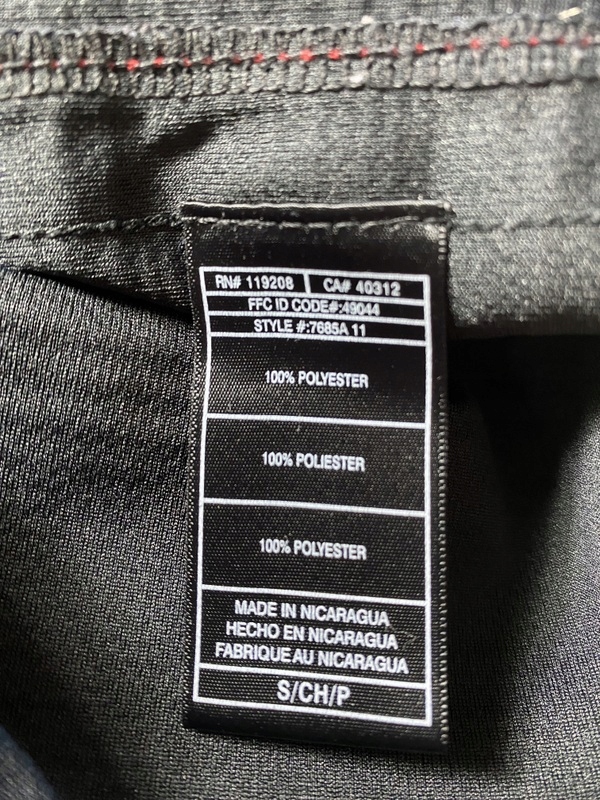 RN# 119208 CA# 40312
FFC ID CODE#:49044
STYLE #:7685A 11
100% POLYESTER
100% POLIESTER
100% POLYESTER
MADE IN NICARAGUA
HECHO EN NICARAGUA
FABRIQUE AU NICARAGUA
S/CH/P